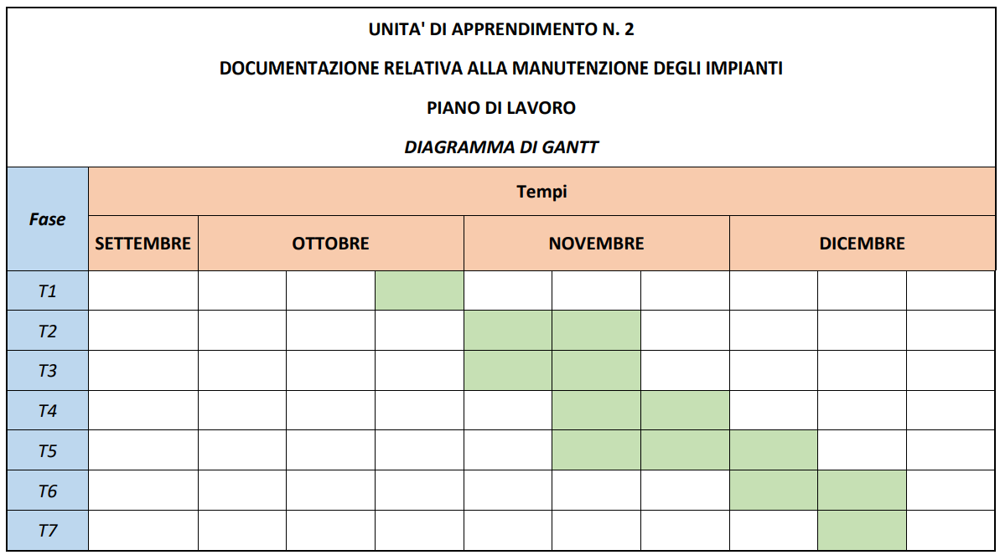 UNITA' DI APPRENDIMENTO N. 2
DOCUMENTAZIONE RELATIVA ALLA MANUTENZIONE DEGLI IMPIANTI
PIANO DI LAVORO
DIAGRAMMA DI GANTT
Fase
Tempi
SETTEMBRE OTTOBRE NOVEMBRE DICEMBRE
T1
T2
T3
T4
T5
T6
T7